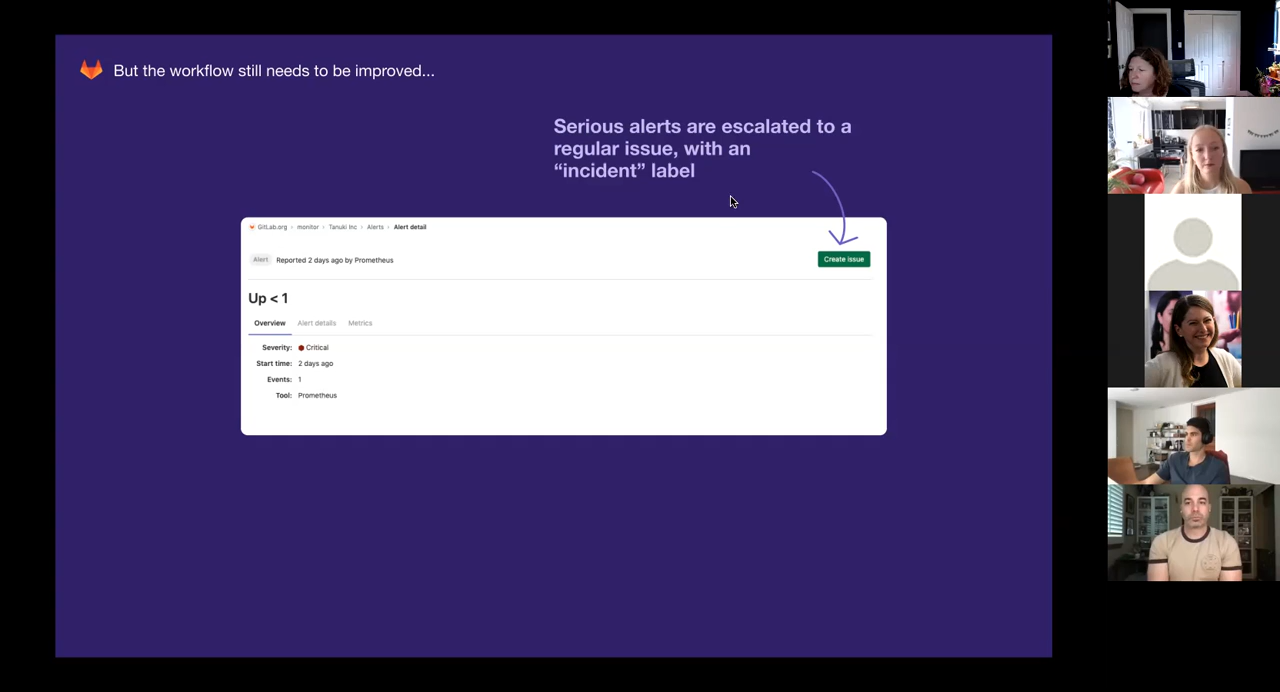 But the workflow still needs to be improved...
Serious alerts are escalated to a
regular issue, with an
“incident” label
GitLab.org › monitor › Tanuki Inc › Alerts › Alert detail
Alert Reported 2 days ago by Prometheus
Create issue
Up < 1
Overview Alert details Metrics
Severity: Critical
Start time: 2 days ago
Events: 1
Tool: Prometheus